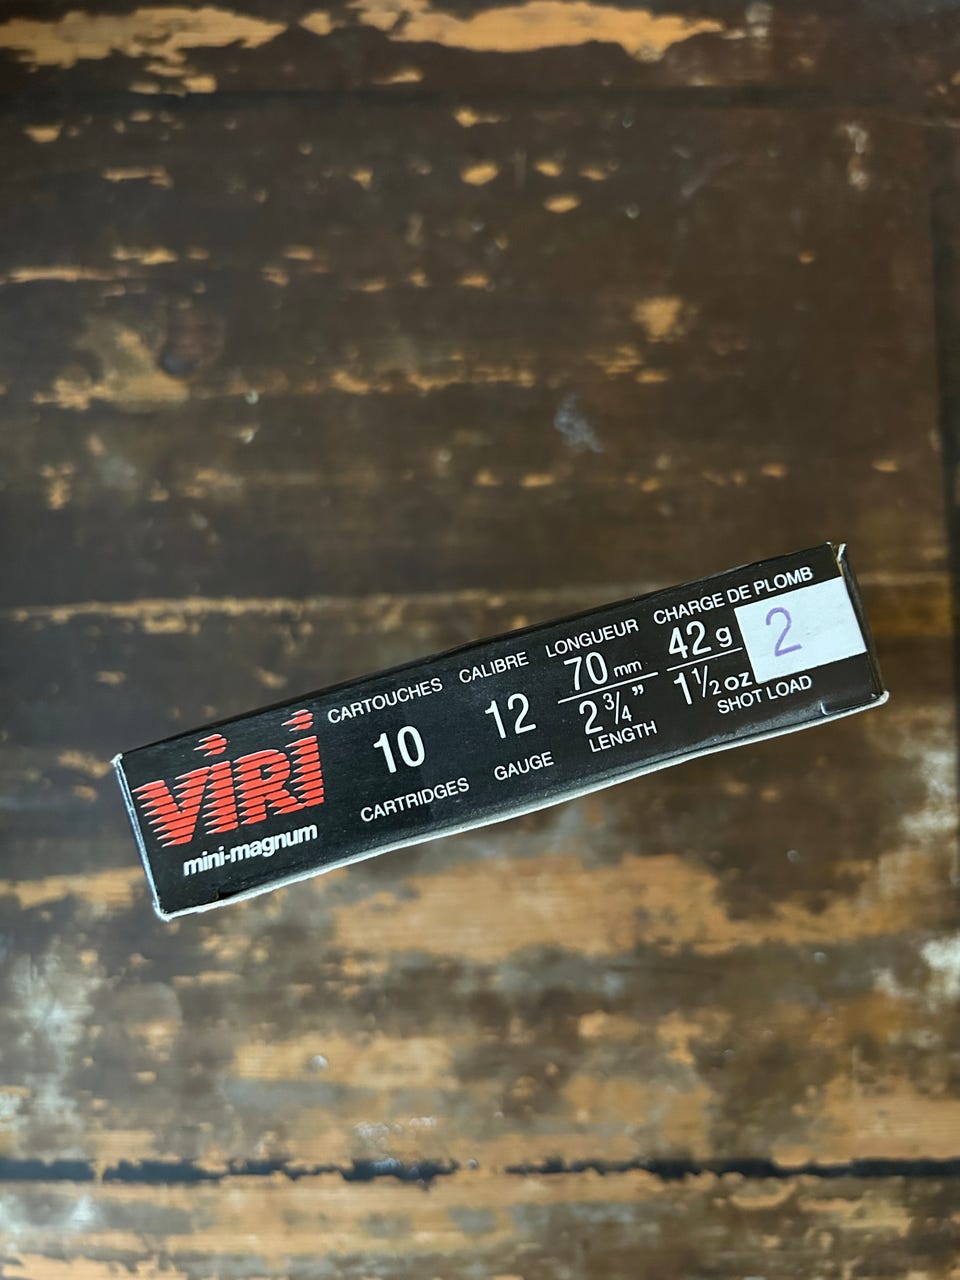 VIRI
mini-magnum
CARTOUCHES
10
CARTRIDGES
CALIBRE
12
GAUGE
LONGUEUR
70 mm
2 3/4"
LENGTH
CHARGE DE PLOMB
42 g
1 1/2 oz
SHOT LOAD
2